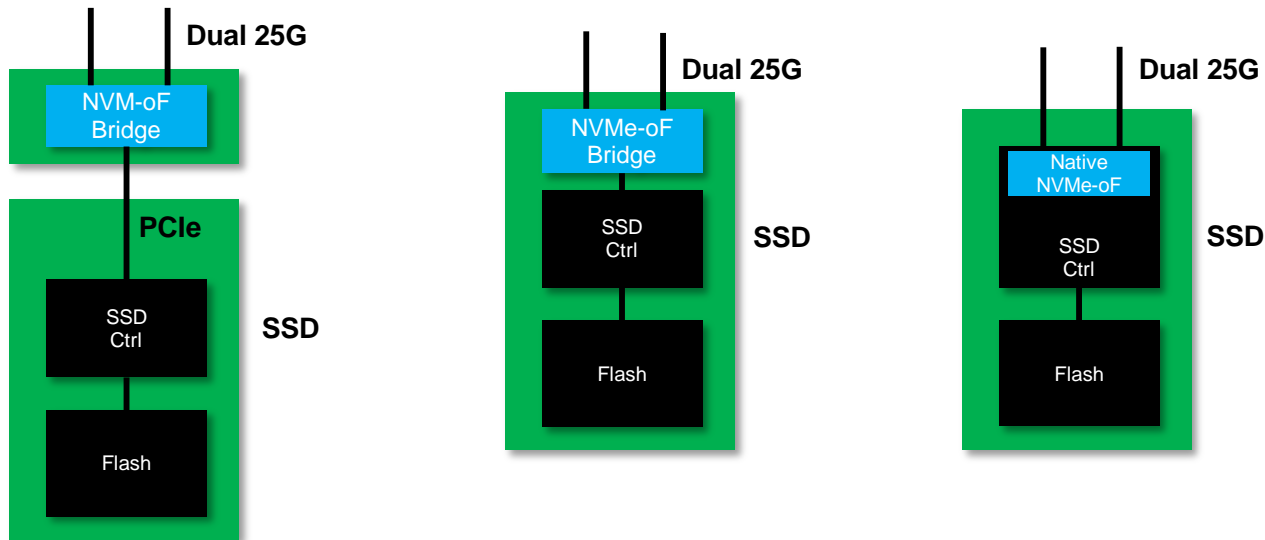 Dual 25G
NVM-oF
Bridge
PCIe
SSD
Ctrl
SSD
Flash
Dual 25G
NVMe-oF
Bridge
SSD
Ctrl
SSD
Flash
Dual 25G
Native
NVMe-oF
SSD
Ctrl
SSD
Flash